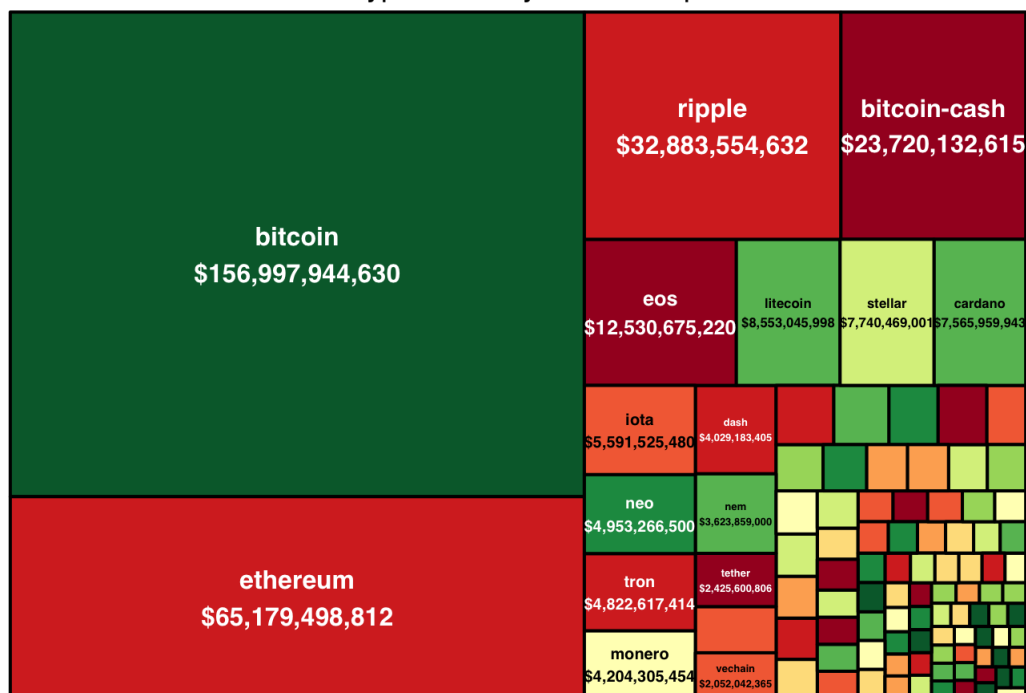 bitcoin
$156,997,944,630
ethereum
$65,179,498,812
ripple
$32,883,554,632
bitcoin-cash
$23,720,132,615
eos
$12,530,675,220
litecoin
$8,553,045,998
stellar
$7,740,469,001
cardano
$7,565,959,943
iota
$5,591,525,480
dash
$4,029,183,405
neo
$4,953,266,500
nem
$3,623,859,000
tron
$4,822,617,414
tether
$2,425,600,806
monero
$4,204,305,454
vechain
$2,052,042,365